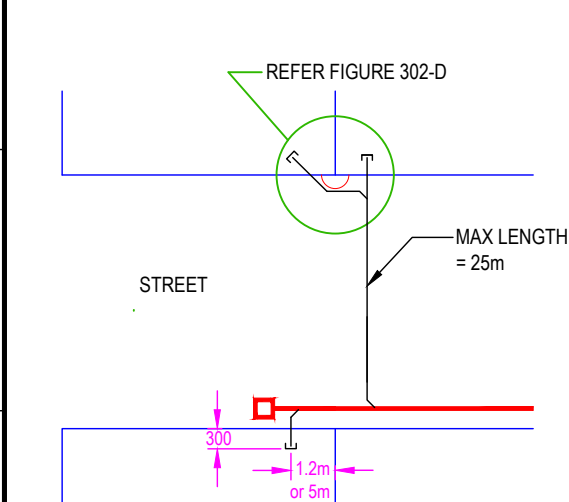 REFER FIGURE 302-D
MAX LENGTH
= 25m
STREET
300
1.2m
or 5m